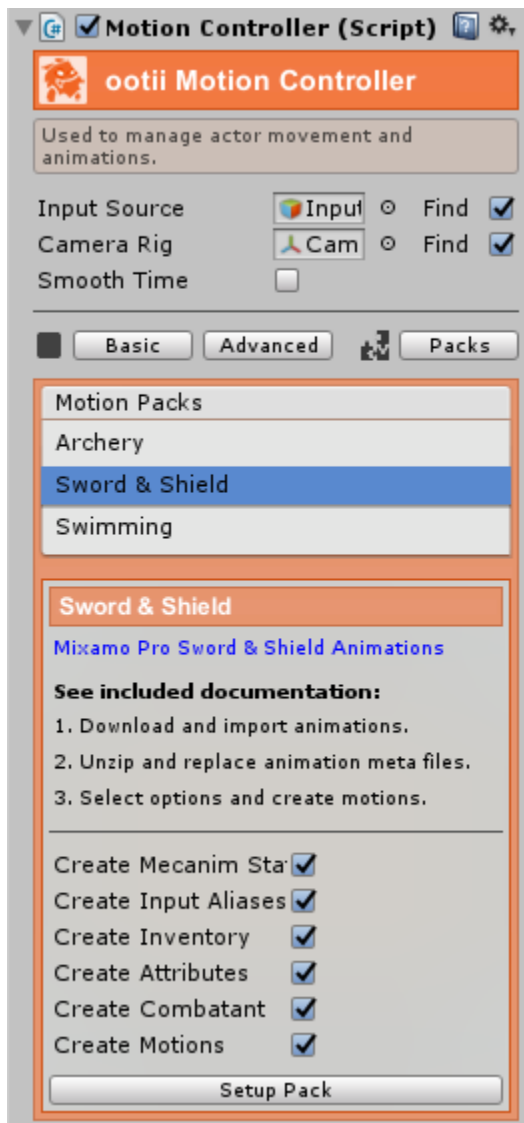 Motion Controller (Script)
ootii Motion Controller
Used to manage actor movement and
animations.
Input Source Input Find
Camera Rig Cam Find
Smooth Time
Basic Advanced Packs
Motion Packs
Archery
Sword & Shield
Swimming
Sword & Shield
Mixamo Pro Sword & Shield Animations
See included documentation:
1. Download and import animations.
2. Unzip and replace animation meta files.
3. Select options and create motions.
Create Mecanim Sta
Create Input Aliases
Create Inventory
Create Attributes
Create Combatant
Create Motions
Setup Pack